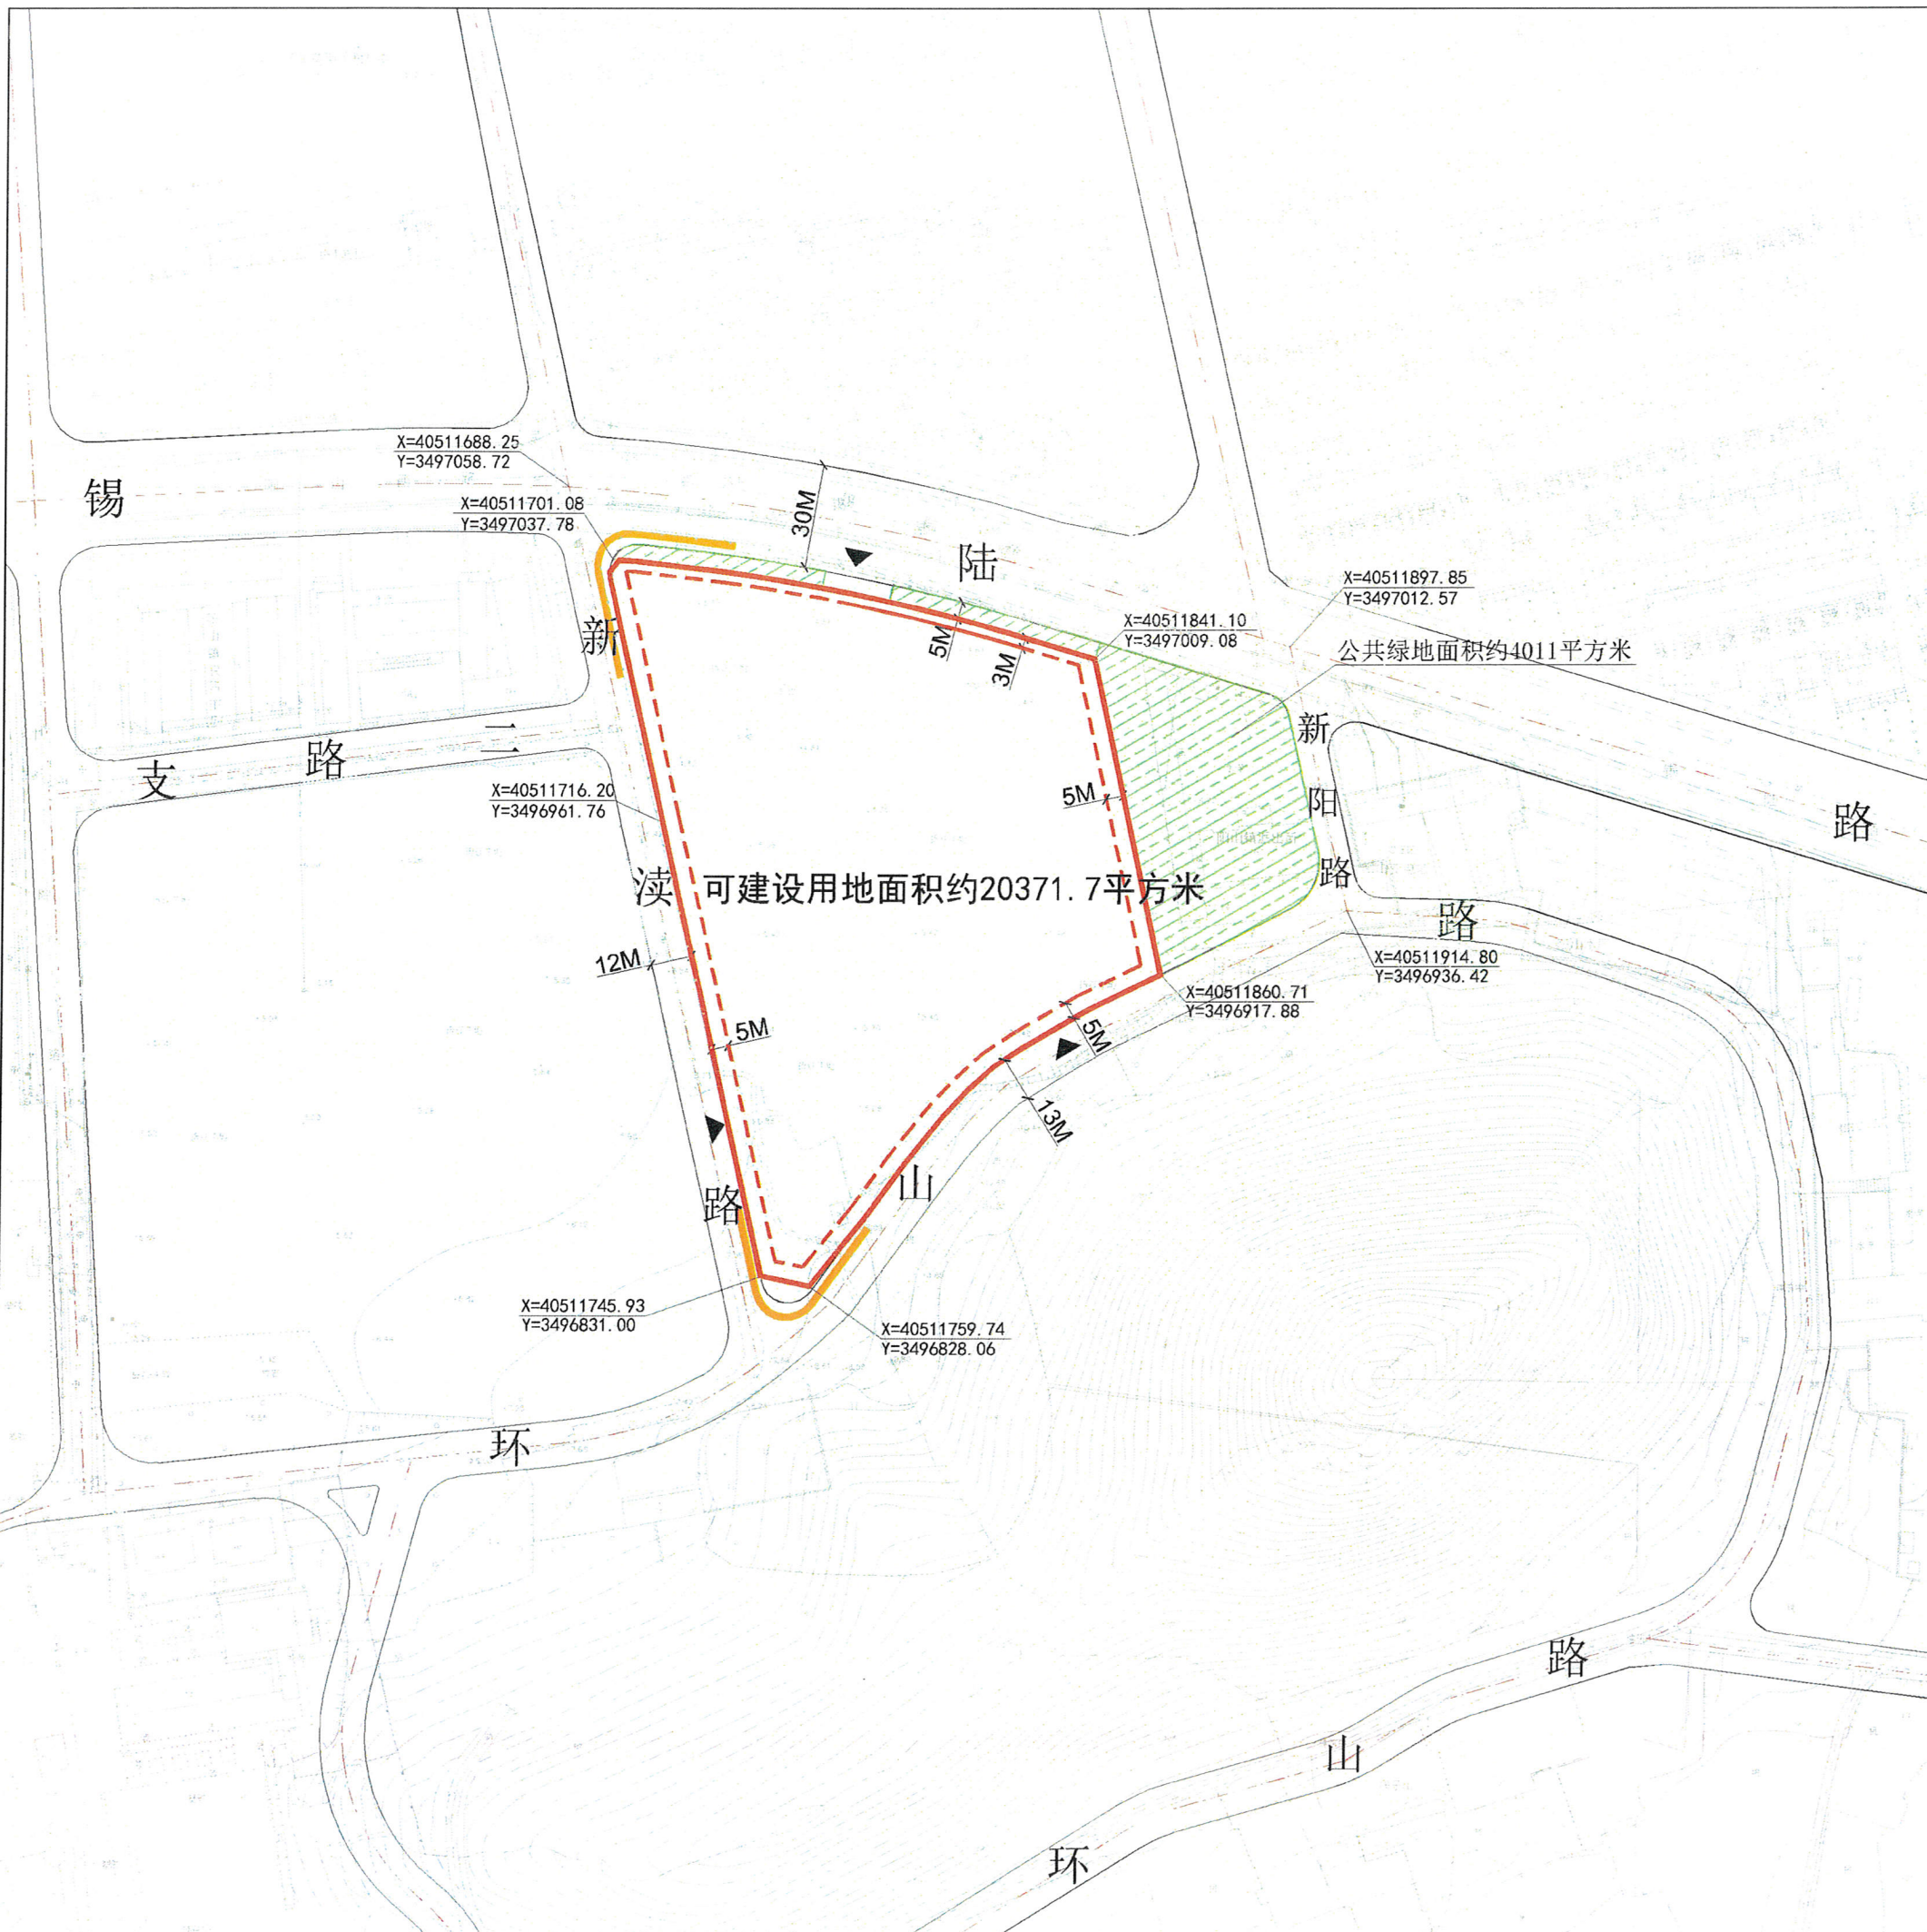 X=40511688.25
Y=3497058.72
锡
X=40511701.08
Y=3497037.78
30M
陆
X=40511897.85
Y=3497012.57
X=40511841.10
Y=3497009.08
新
5M
3M
公共绿地面积约4011平方米
新
二
路
支
X=40511716.20
Y=3496961.76
5M
阳
路
渎
可建设用地面积约20371.7平方米
路
路
12M
X=40511914.80
Y=3496936.42
X=40511860.71
Y=3496917.88
5M
5M
13M
山
路
X=40511745.93
Y=3496831.00
X=40511759.74
Y=3496828.06
环
路
山
环